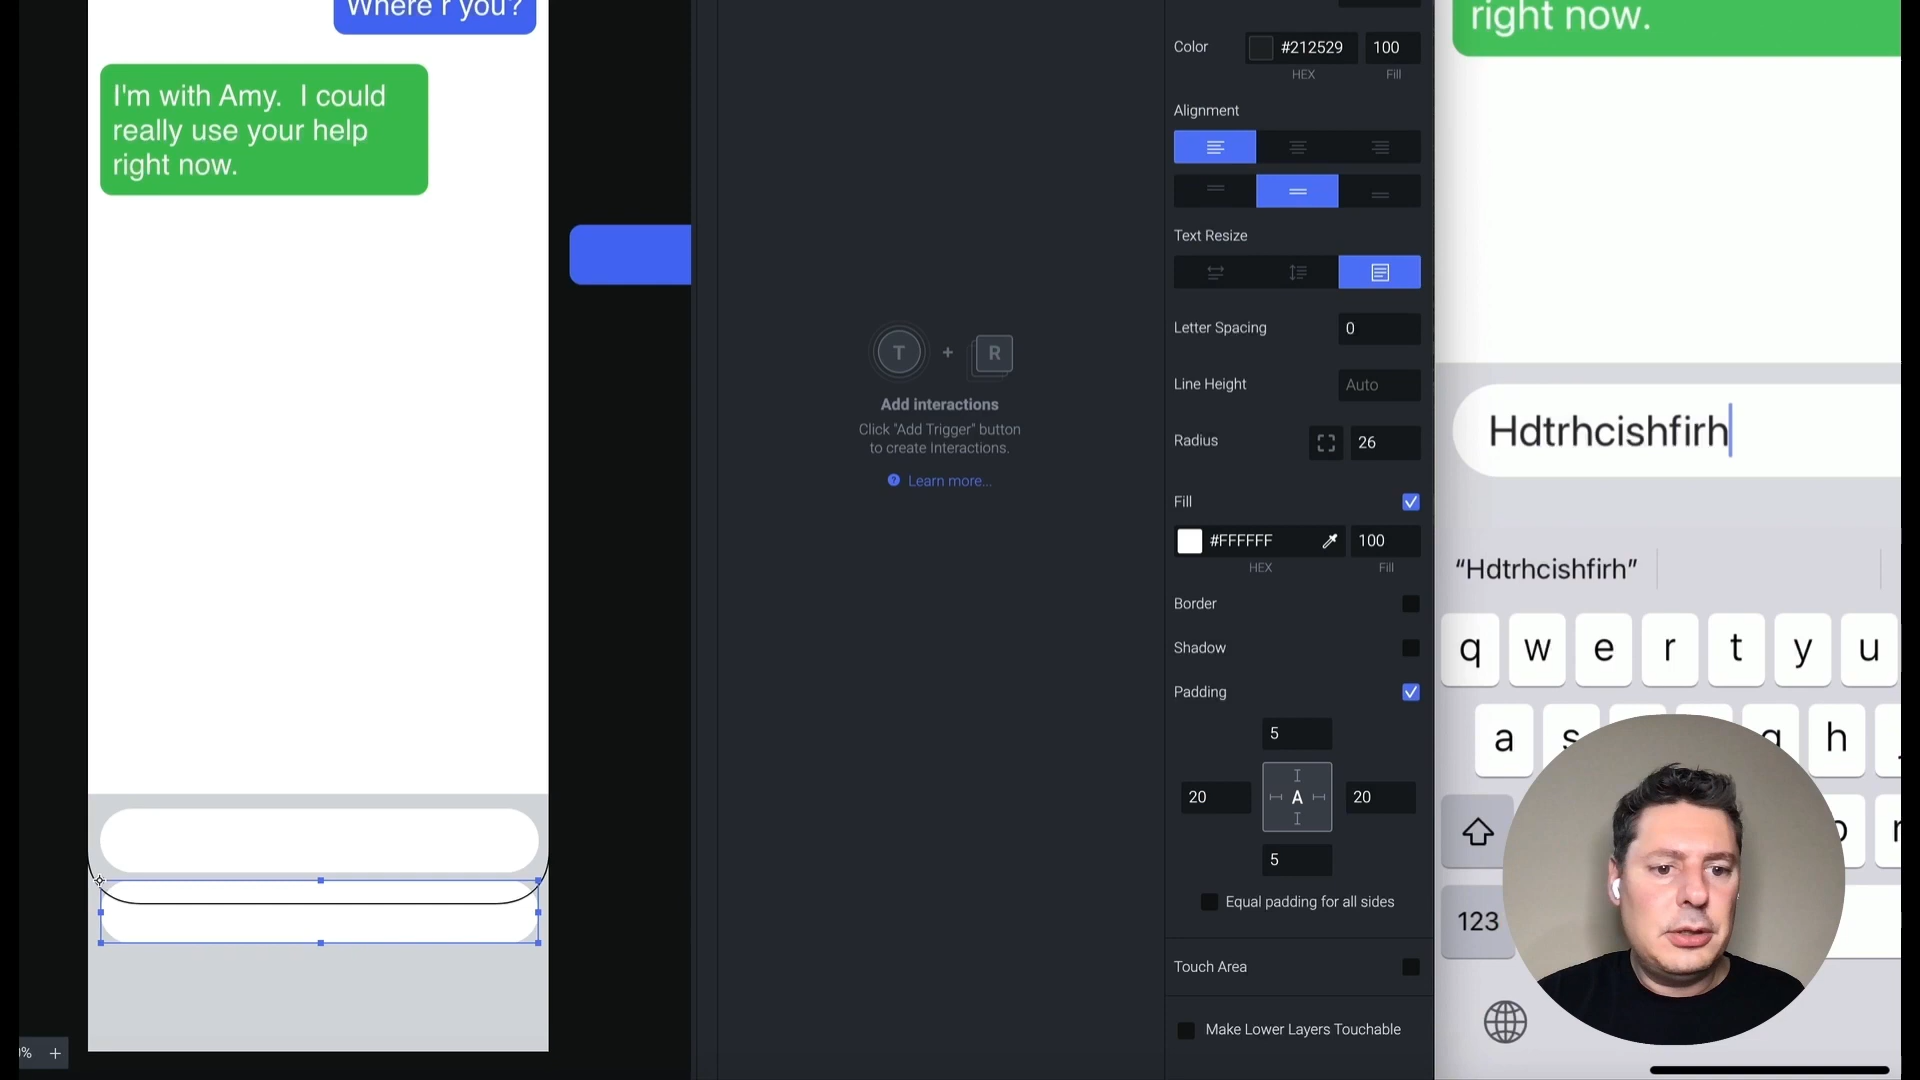 Where r you?
I'm with Amy.  I could
really use your help
right now.
%
T + R
Add interactions
Click "Add Trigger" button
to create Interactions.
? Learn more...
Color #212529 100
HEX Fill
Alignment
Text Resize
Letter Spacing 0
Line Height Auto
Radius 26
Fill
#FFFFFF 100
HEX Fill
Border
Shadow
Padding
5
20 A 20
5
Equal padding for all sides
Touch Area
Make Lower Layers Touchable
right now.
Hdtrhcishfirh
“Hdtrhcishfirh”
q w e r t y u
a s g h
123